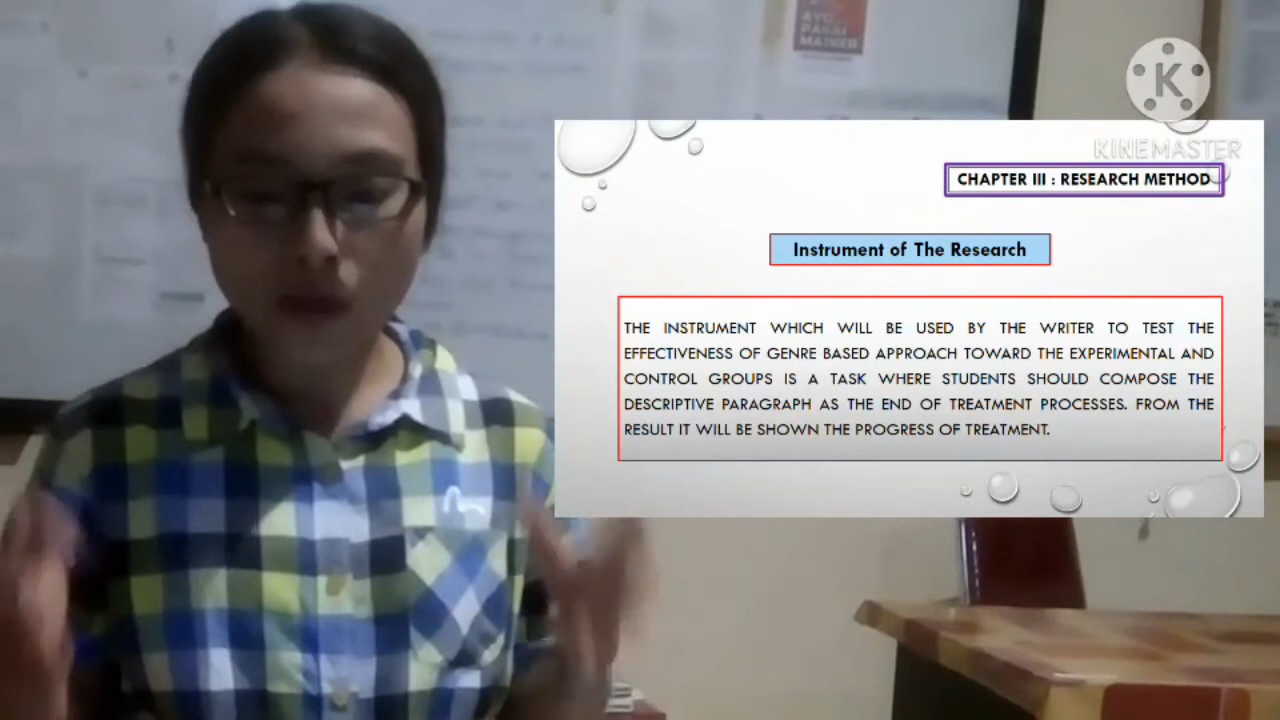 AYO
PAKAI
MASKER
K
KINEMASTER
CHAPTER III : RESEARCH METHOD
Instrument of The Research
THE INSTRUMENT WHICH WILL BE USED BY THE WRITER TO TEST THE
EFFECTIVENESS OF GENRE BASED APPROACH TOWARD THE EXPERIMENTAL AND
CONTROL GROUPS IS A TASK WHERE STUDENTS SHOULD COMPOSE THE
DESCRIPTIVE PARAGRAPH AS THE END OF TREATMENT PROCESSES. FROM THE
RESULT IT WILL BE SHOWN THE PROGRESS OF TREATMENT.